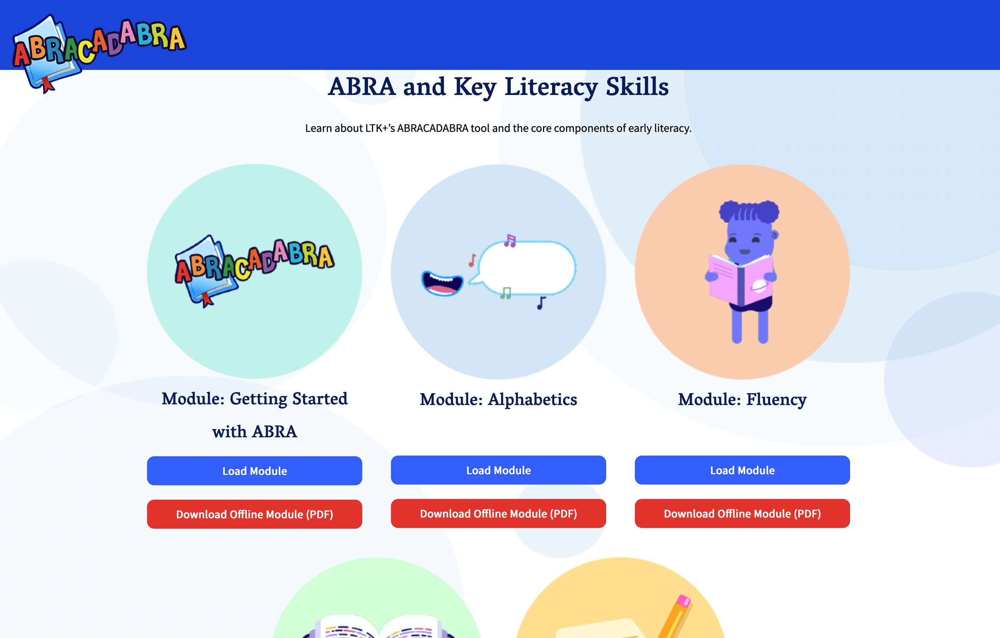 ABRACADABRA
ABRA and Key Literacy Skills
Learn about LTK+’s ABRACADABRA tool and the core components of early literacy.
ABRACADABRA
Module: Getting Started
with ABRA
Load Module
Download Offline Module (PDF)
Module: Alphabetics
Load Module
Download Offline Module (PDF)
Module: Fluency
Load Module
Download Offline Module (PDF)